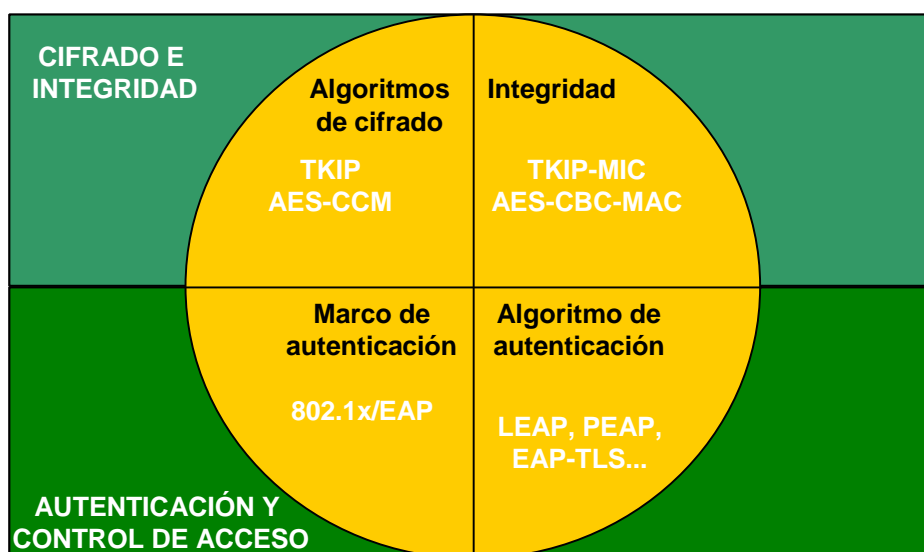 CIFRADO E
INTEGRIDAD
Algoritmos
de cifrado
TKIP
AES-CCM
Integridad
TKIP-MIC
AES-CBC-MAC
Marco de
autenticación
802.1x/EAP
Algoritmo de
autenticación
LEAP, PEAP,
EAP-TLS...
AUTENTICACIÓN Y
CONTROL DE ACCESO